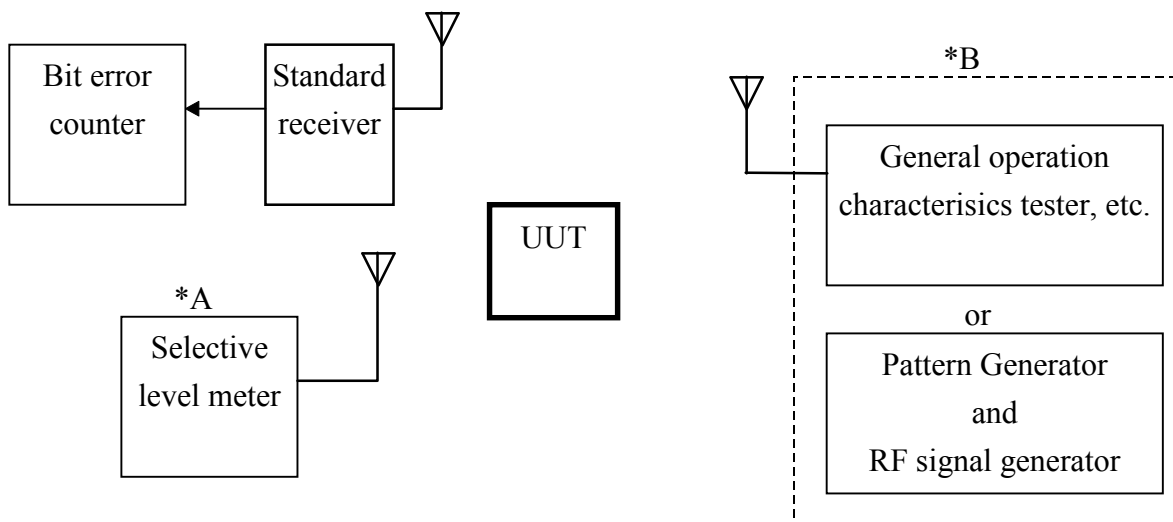 Bit error
counter
Standard
receiver
*A
Selective
level meter
UUT
*B
General operation
characterisics tester, etc.
or
Pattern Generator
and
RF signal generator